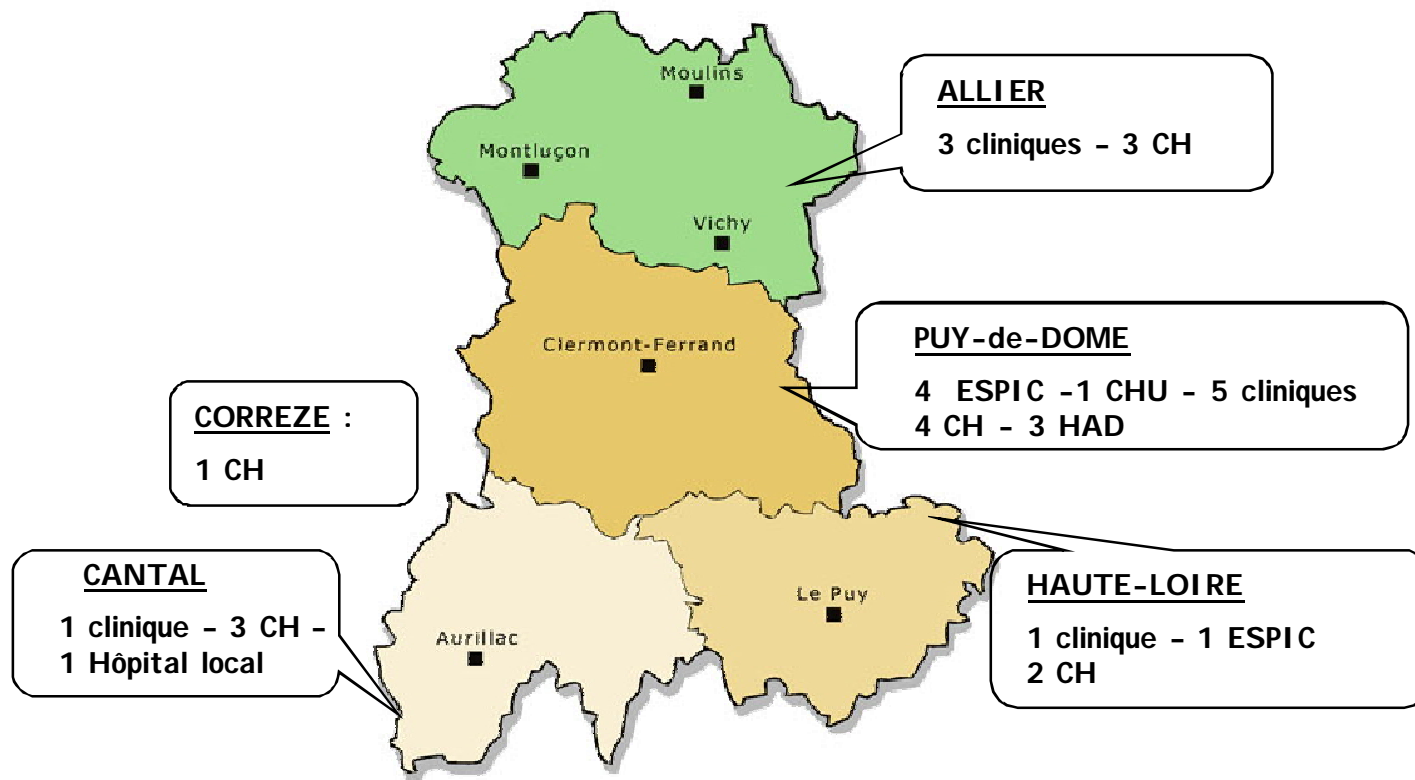 Moulins
ALLIER
3 cliniques – 3 CH
Montluçon
Vichy
Clermont-Ferrand
PUY-de-DOME
4 ESPIC -1 CHU – 5 cliniques
4 CH – 3 HAD
CORREZE :
1 CH
CANTAL
1 clinique – 3 CH –
1 Hôpital local
Aurillac
Le Puy
HAUTE-LOIRE
1 clinique – 1 ESPIC
2 CH